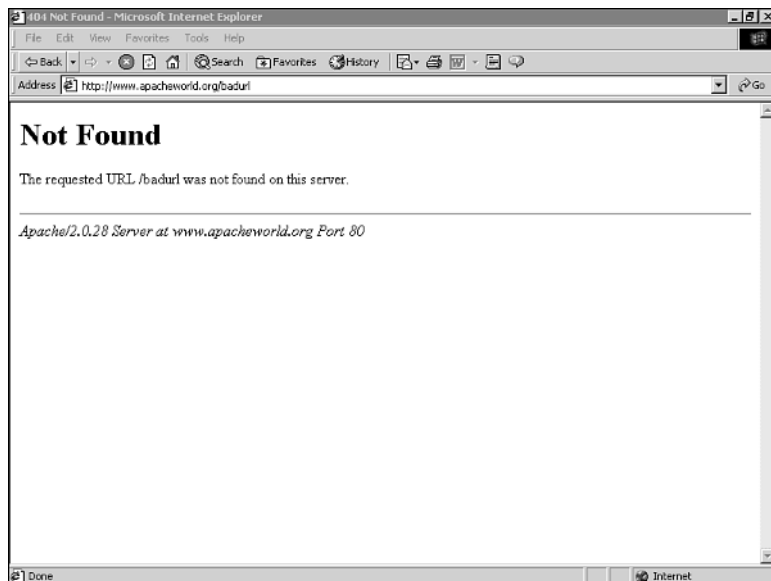 404 Not Found - Microsoft Internet Explorer
File Edit View Favorites Tools Help
Back Search Favorites History W
Address http://www.apacheworld.org/badurl Go
Not Found
The requested URL /badurl was not found on this server.
Apache/2.0.28 Server at www.apacheworld.org Port 80
Done Internet